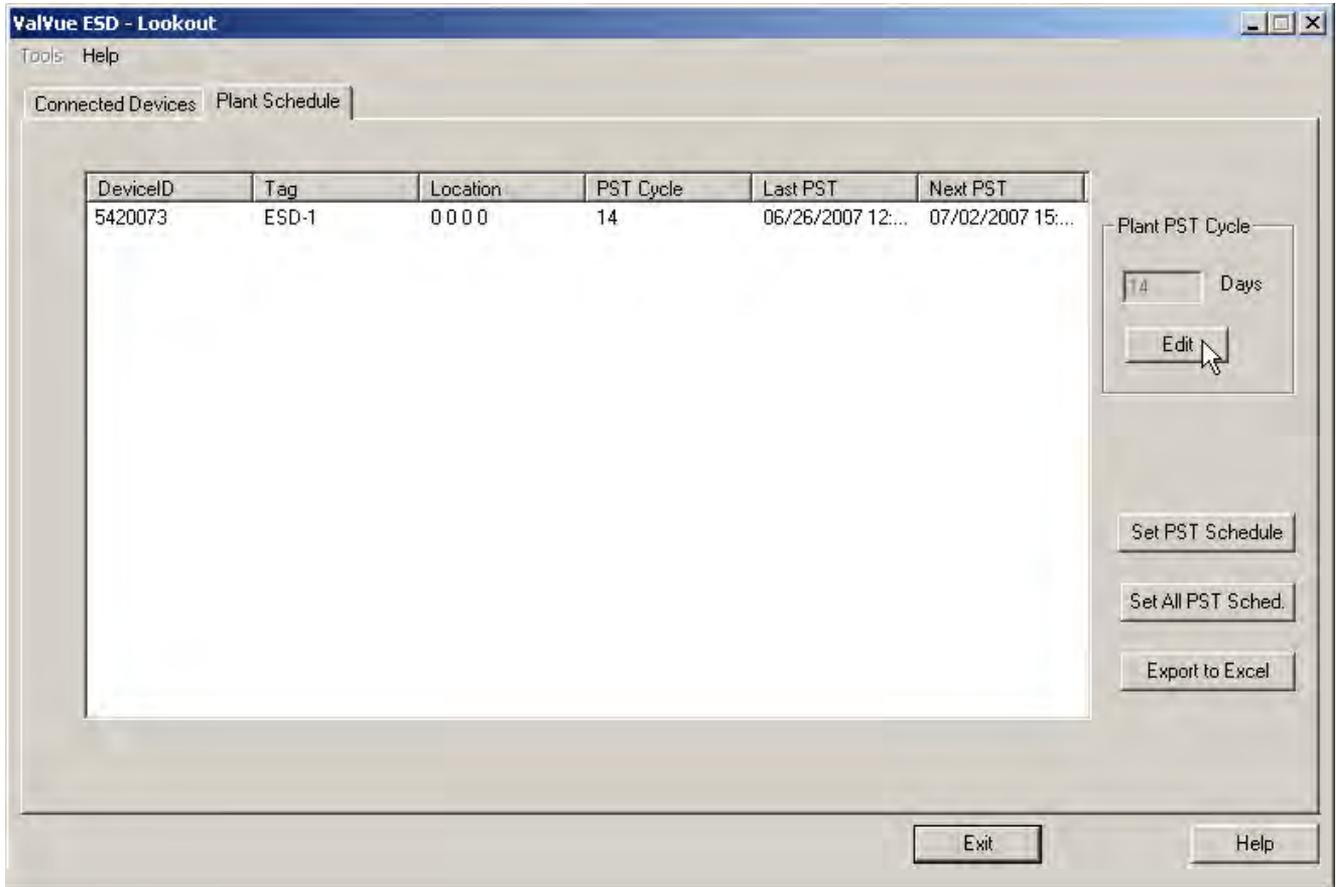 ValVue ESD - Lookout
Tools Help
Connected Devices Plant Schedule
DeviceID Tag Location PST Cycle Last PST Next PST
5420073 ESD-1 0 0 0 0 14 06/26/2007 12:... 07/02/2007 15:...
Plant PST Cycle
14 Days
Edit
Set PST Schedule
Set All PST Sched.
Export to Excel
Exit Help